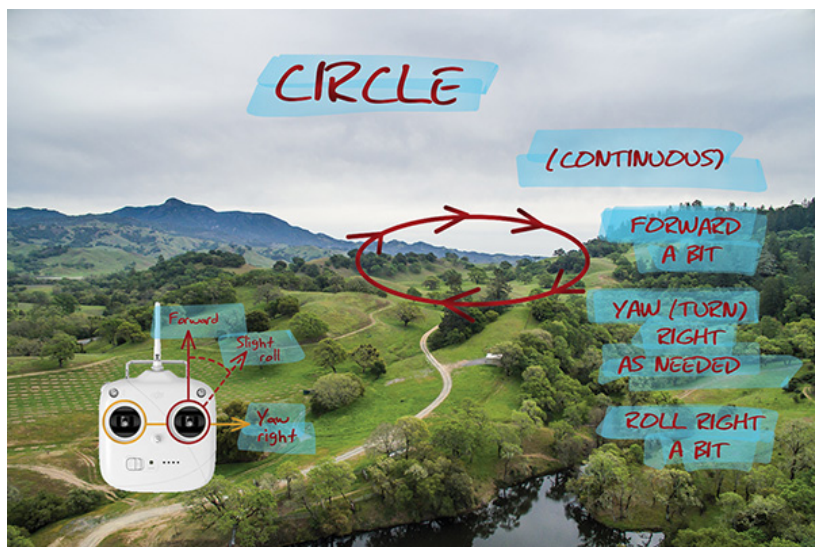 CIRCLE
(CONTINUOUS)
FORWARD
A BIT
YAW (TURN)
RIGHT
AS NEEDED
ROLL RIGHT
A BIT
Forward
Slight
roll
Yaw
right